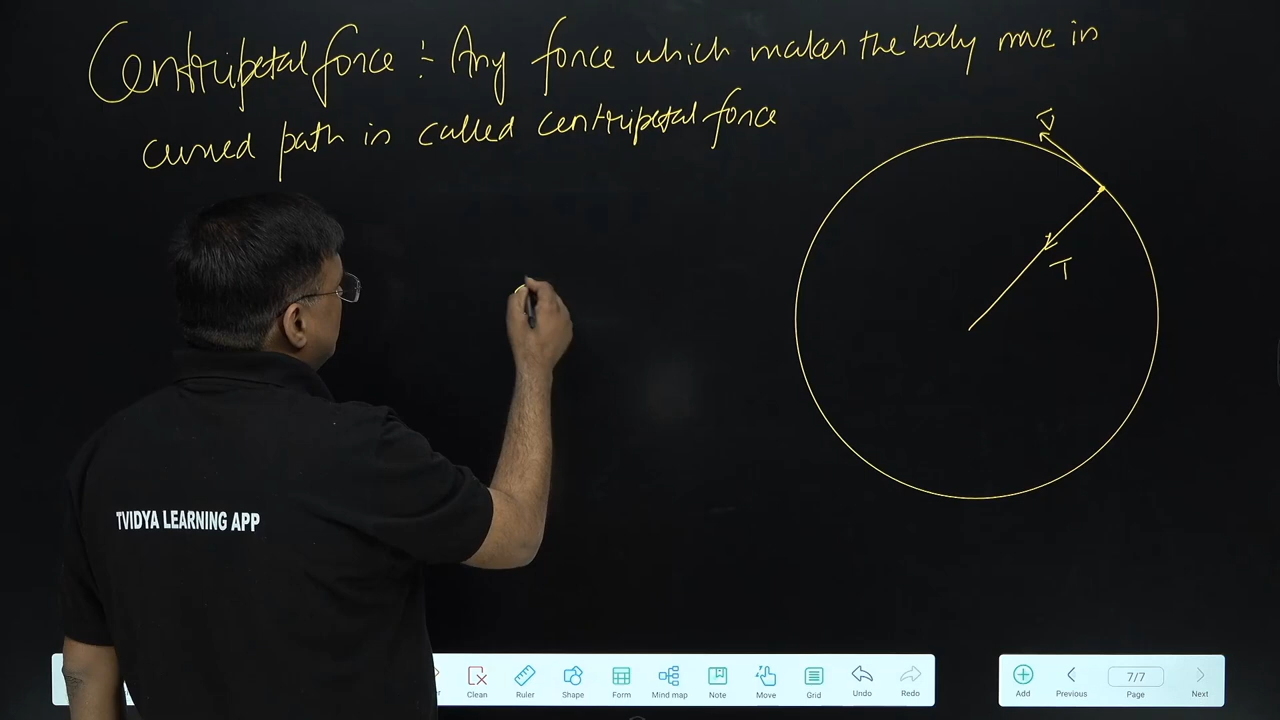 Centripetal force :- Any force which makes the body move in
curved path is called centripetal force
V
T
TVIDYA LEARNING APP
Clean Ruler Shape Form Mind map Note Move Grid Undo Redo
Add Previous 7/7 Page Next